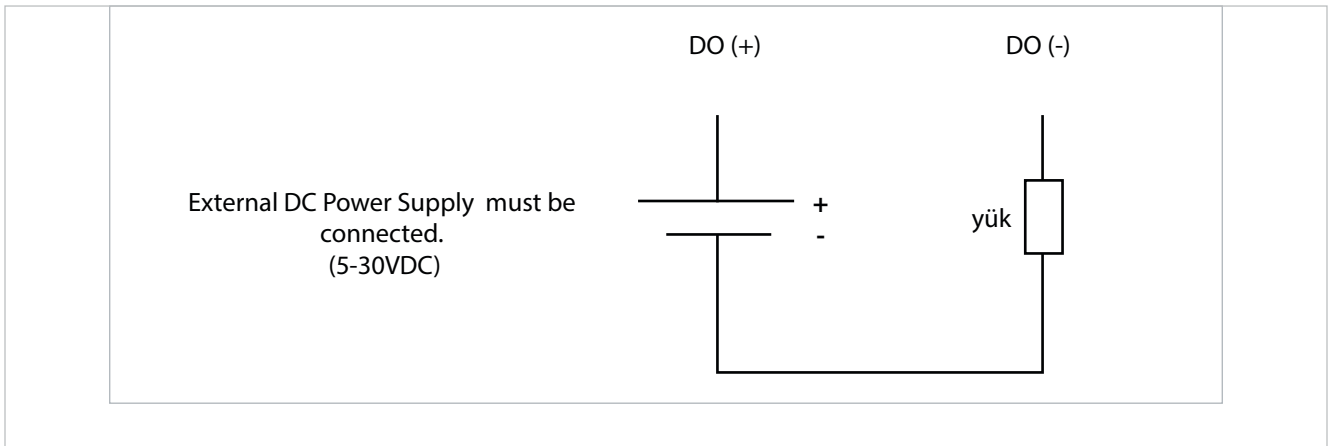 DO (+)
DO (-)
External DC Power Supply must be
connected.
(5-30VDC)
+
-
yük